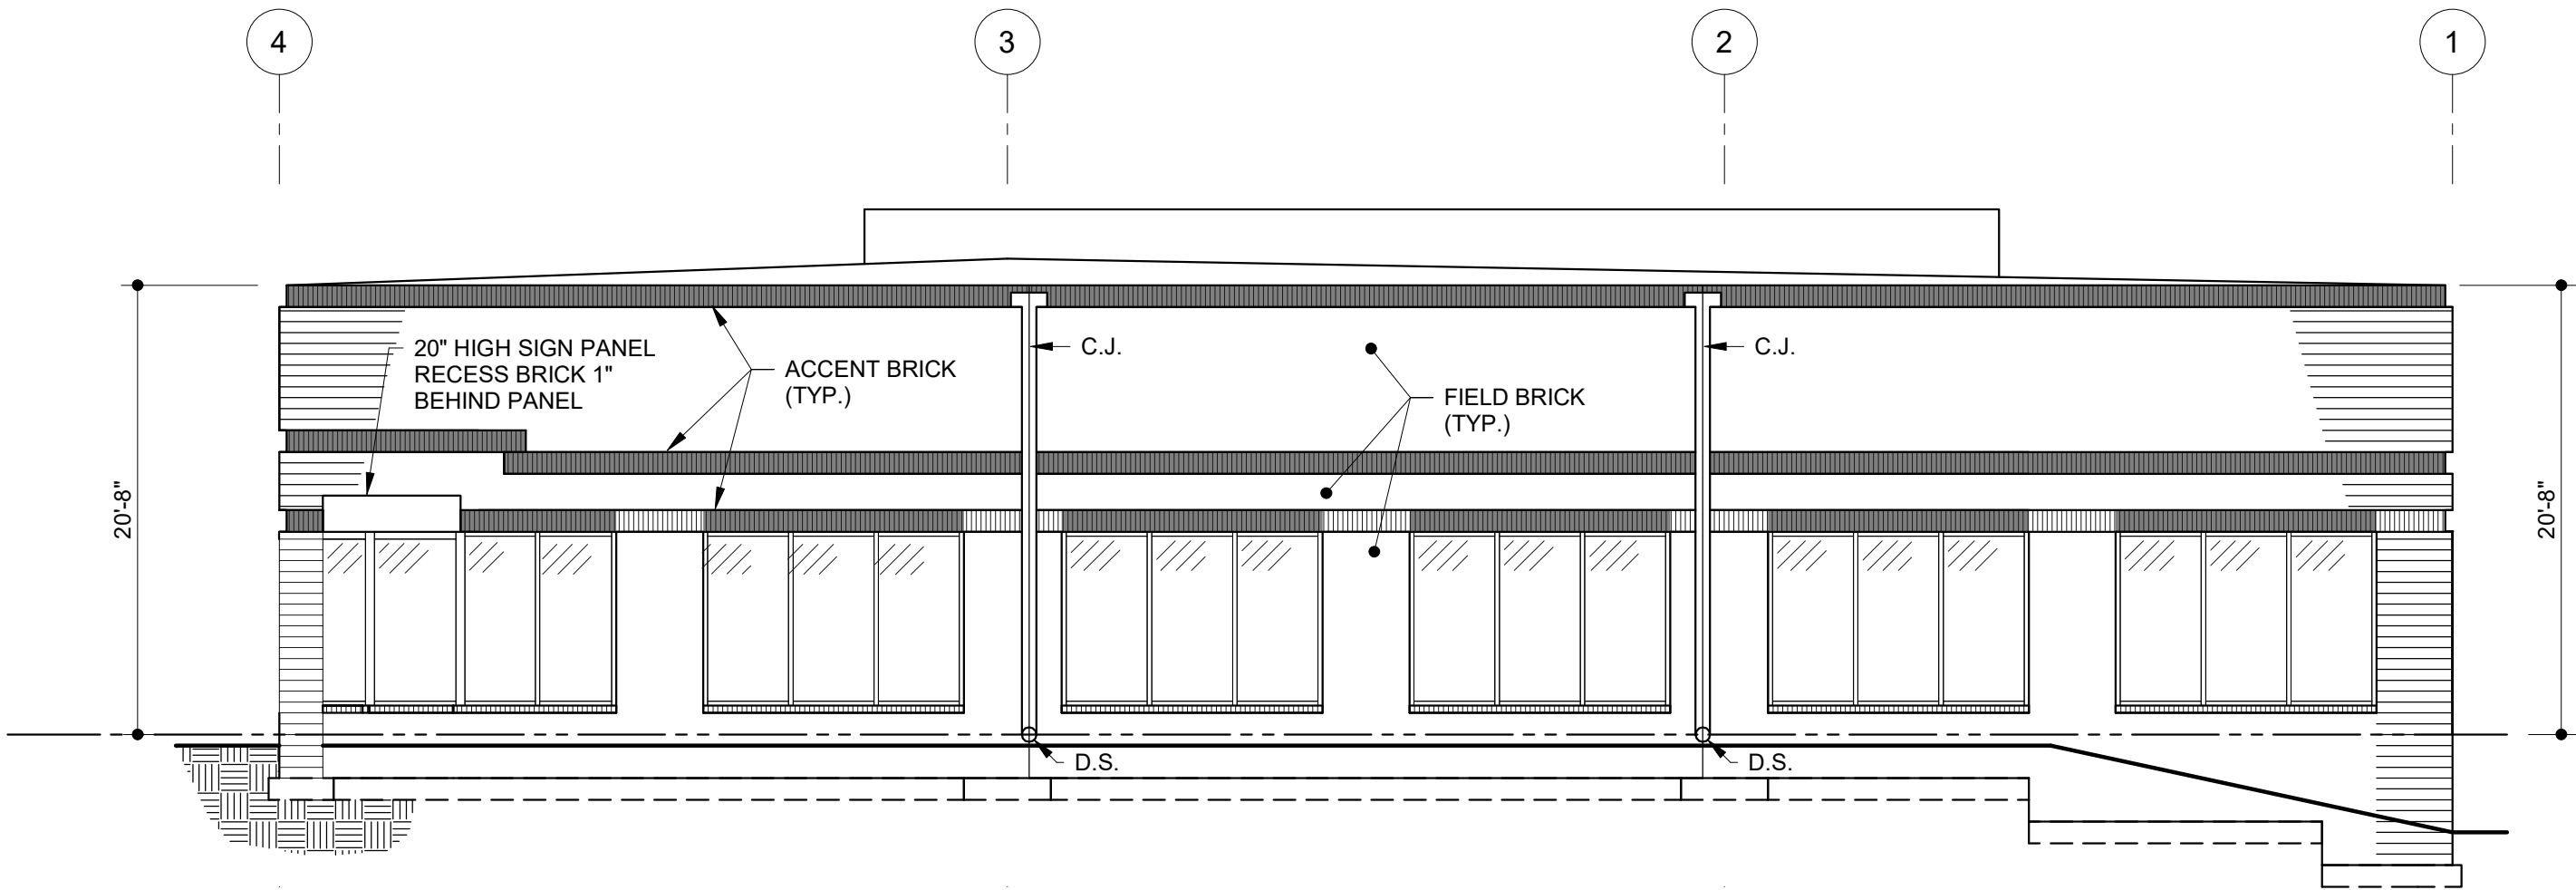 4
3
2
1
20" HIGH SIGN PANEL
RECESS BRICK 1"
BEHIND PANEL
ACCENT BRICK
(TYP.)
C.J.
FIELD BRICK
(TYP.)
C.J.
20'-8"
20'-8"
D.S.
D.S.